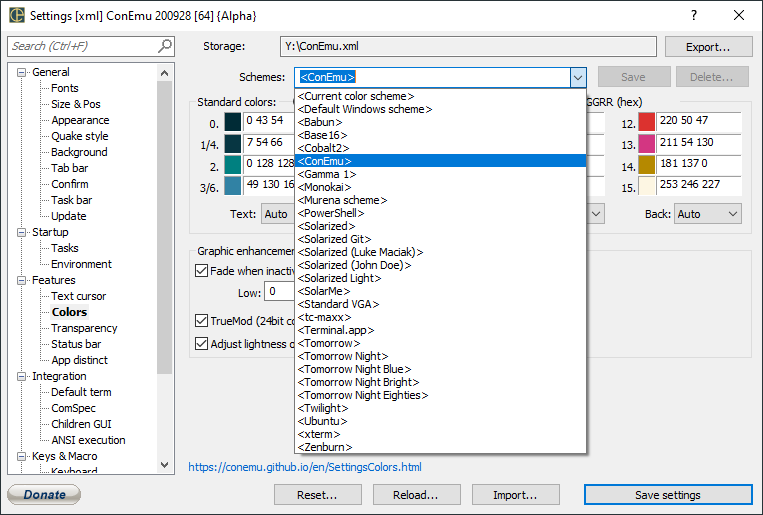 Settings [xml] ConEmu 200928 [64] {Alpha}
Search (Ctrl+F)
Storage:
Y:\ConEmu.xml
Export...
Schemes:
<ConEmu>
Save
Delete...
General
Fonts
Size & Pos
Appearance
Quake style
Background
Tab bar
Confirm
Task bar
Update
Startup
Tasks
Environment
Features
Text cursor
Colors
Transparency
Status bar
App distinct
Integration
Default term
ComSpec
Children GUI
ANSI execution
Keys & Macro
Keyboard
<Current color scheme>
<Default Windows scheme>
<Babun>
<Base16>
<Cobalt2>
<ConEmu>
<Gamma 1>
<Monokai>
<Murena scheme>
<PowerShell>
<Solarized>
<Solarized Git>
<Solarized (Luke Maciak)>
<Solarized (John Doe)>
<Solarized Light>
<SolarMe>
<Standard VGA>
<tc-maxx>
<Terminal.app>
<Tomorrow>
<Tomorrow Night>
<Tomorrow Night Blue>
<Tomorrow Night Bright>
<Tomorrow Night Eighties>
<Twilight>
<Ubuntu>
<xterm>
<Zenburn>
Standard colors:
GGRR (hex)
0. 0 43 54
12. 220 50 47
1/4. 7 54 66
13. 211 54 130
2. 0 128 128
14. 181 137 0
3/6. 49 130 16
15. 253 246 227
Text: Auto
Back: Auto
Graphic enhancemen
Fade when inactiv
Low: 0
TrueMod (24bit co
Adjust lightness o
https://conemu.github.io/en/SettingsColors.html
Donate
Reset...
Reload...
Import...
Save settings